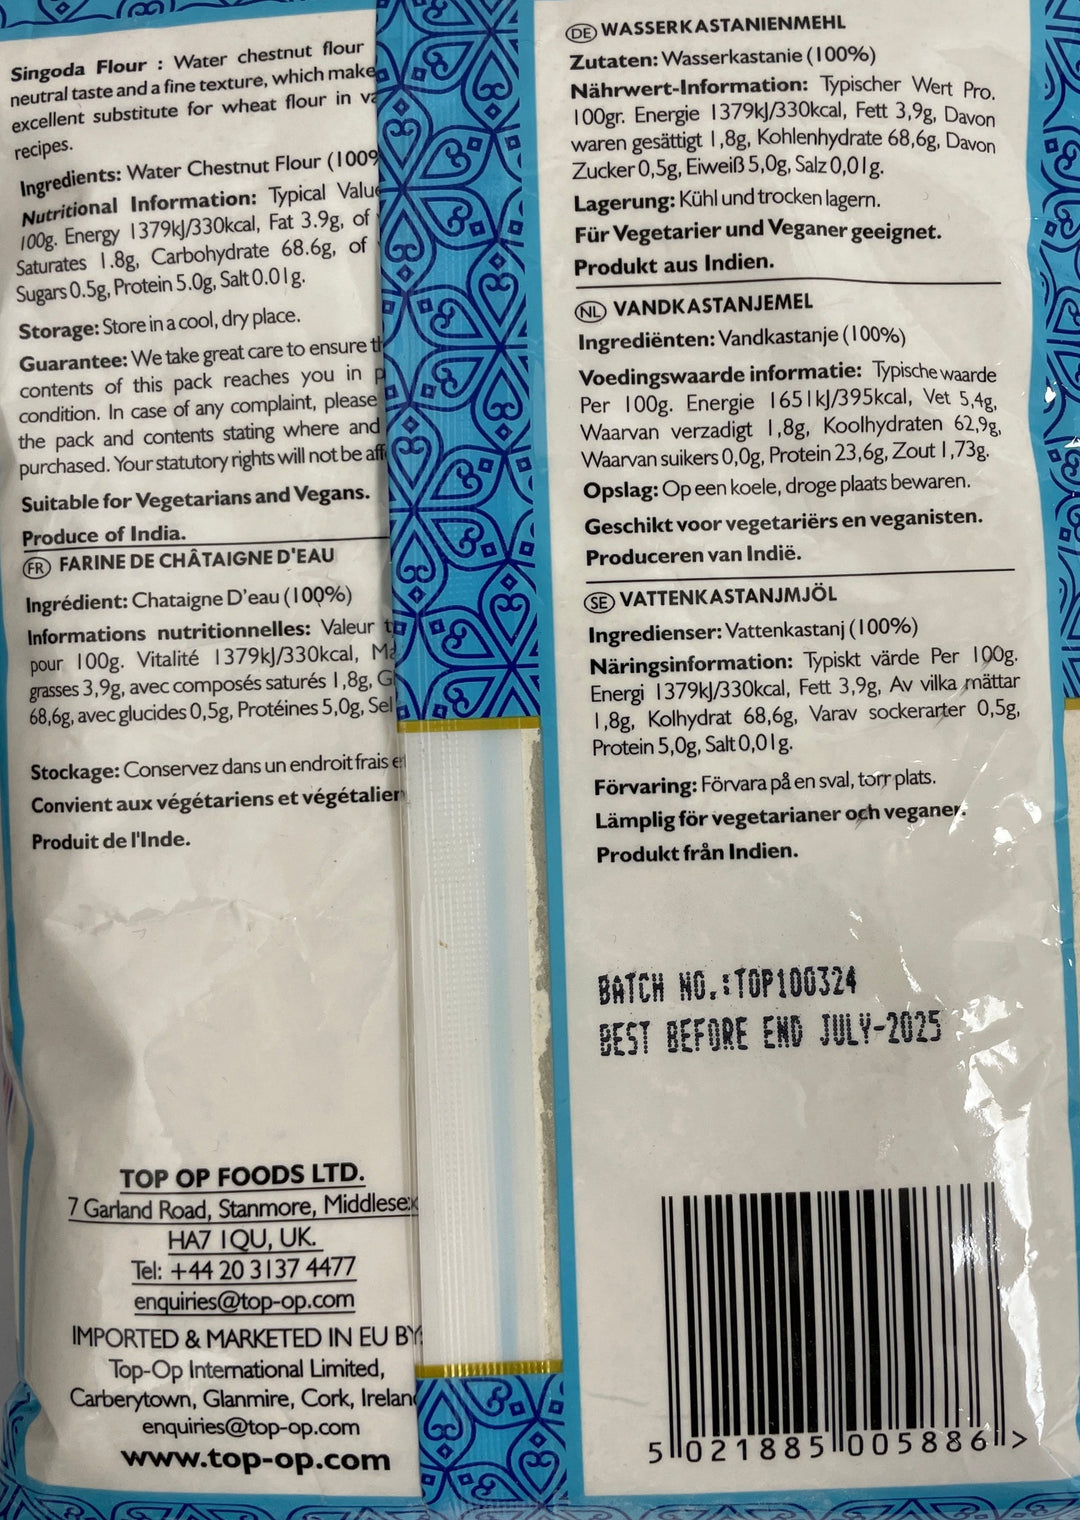 Singoda Flour : Water chestnut flour
neutral taste and a fine texture, which make
excellent substitute for wheat flour in
recipes.
Ingredients: Water Chestnut Flour (100%
Nutritional Information: Typical Value
100g. Energy 1379kJ/330kcal, Fat 3.9g, of
Saturates 1.8g, Carbohydrate 68.6g, of
Sugars 0.5g, Protein 5.0g, Salt 0.01g.
Storage: Store in a cool, dry place.
Guarantee: We take great care to ensure
contents of this pack reaches you in
condition. In case of any complaint, please
the pack and contents stating where and
purchased. Your statutory rights will not be
Suitable for Vegetarians and Vegans.
Produce of India.
FR FARINE DE CHÂTAIGNE D'EAU
Ingrédient: Chataigne D'eau (100%)
Informations nutritionnelles: Valeur
pour 100g. Vitalité 1379kJ/330kcal,
grasses 3,9g, avec composés saturés 1,8g,
68,6g, avec glucides 0,5g, Protéines 5,0g, Sel
Stockage: Conservez dans un endroit frais
Convient aux végétariens et végétalien
Produit de l'Inde.
TOP OP FOODS LTD.
7 Garland Road, Stanmore, Middlesex
HA7 1QU, UK.
Tel: +44 20 3137 4477
enquiries@top-op.com
IMPORTED & MARKETED IN EU BY:
Top-Op International Limited,
Carberytown, Glanmire, Cork, Ireland
enquiries@top-op.com
www.top-op.com
DE WASSERKASTANIENMEHL
Zutaten: Wasserkastanie (100%)
Nährwert-Information: Typischer Wert Pro.
100gr. Energie 1379kJ/330kcal, Fett 3,9g, Davon
waren gesättigt 1,8g, Kohlenhydrate 68,6g, Davon
Zucker 0,5g, Eiweiß 5,0g, Salz 0,01g.
Lagerung: Kühl und trocken lagern.
Für Vegetarier und Veganer geeignet.
Produkt aus Indien.
NL VANDKASTANJEMEL
Ingrediënten: Vandkastanje (100%)
Voedingswaarde informatie: Typische waarde
Per 100g. Energie 1651kJ/395kcal, Vet 5,4g,
Waarvan verzadigt 1,8g, Koolhydraten 62,9g,
Waarvan suikers 0,0g, Protein 23,6g, Zout 1,73g.
Opslag: Op een koele, droge plaats bewaren.
Geschikt voor vegetariërs en veganisten.
Produceren van Indië.
SE VATTENKASTANJMJÖL
Ingredienser: Vattenkastanj (100%)
Näringsinformation: Typiskt värde Per 100g.
Energi 1379kJ/330kcal, Fett 3,9g, Av vilka mättar
1,8g, Kolhydrat 68,6g, Varav sockerarter 0,5g,
Protein 5,0g, Salt 0,01g.
Förvaring: Förvara på en sval, torr plats.
Lämplig för vegetarianer och veganer.
Produkt från Indien.
BATCH NO.:TOP100324
BEST BEFORE END JULY-2025
5 021885 005886 >